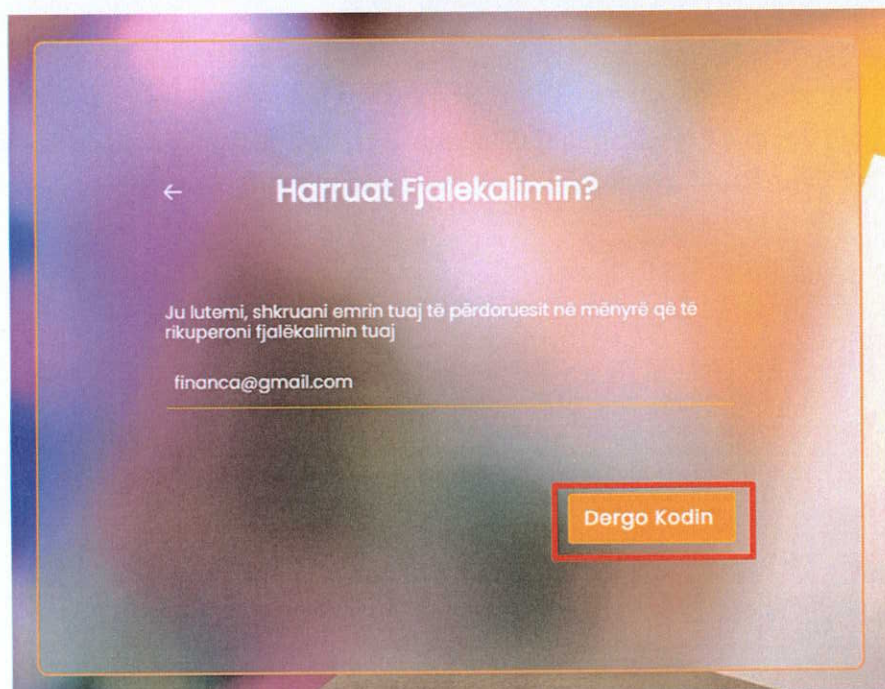 ← Harruat Fjalekalimin?
Ju lutemi, shkruani emrin tuaj të përdoruesit në mënyrë që të
rikuperoni fjalëkalimin tuaj
financa@gmail.com
Dergo Kodin